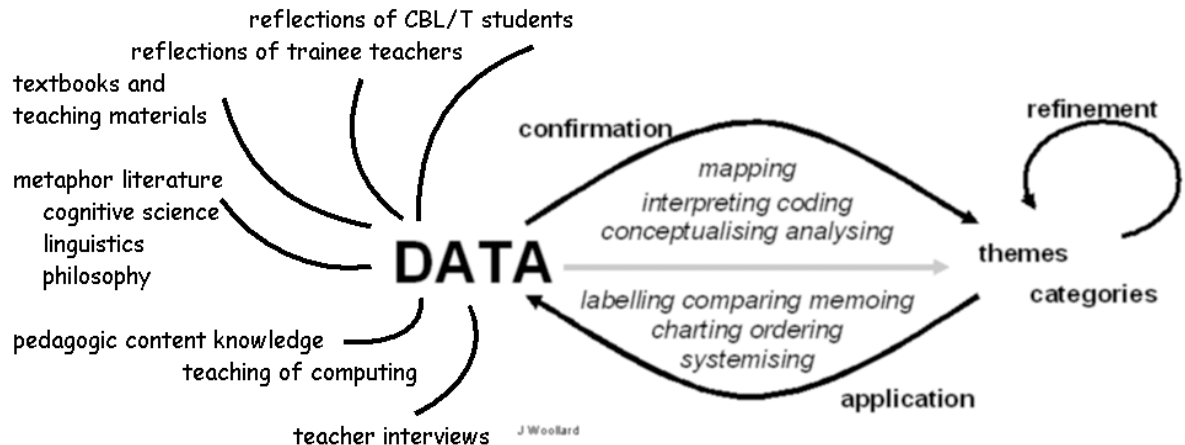 reflections of CBL/T students
reflections of trainee teachers
textbooks and
teaching materials
metaphor literature
cognitive science
linguistics
philosophy
pedagogic content knowledge
teaching of computing
teacher interviews
DATA
confirmation
mapping
interpreting coding
conceptualising analysing
labelling comparing memoing
charting ordering
systemising
application
refinement
themes
categories
J Woollard